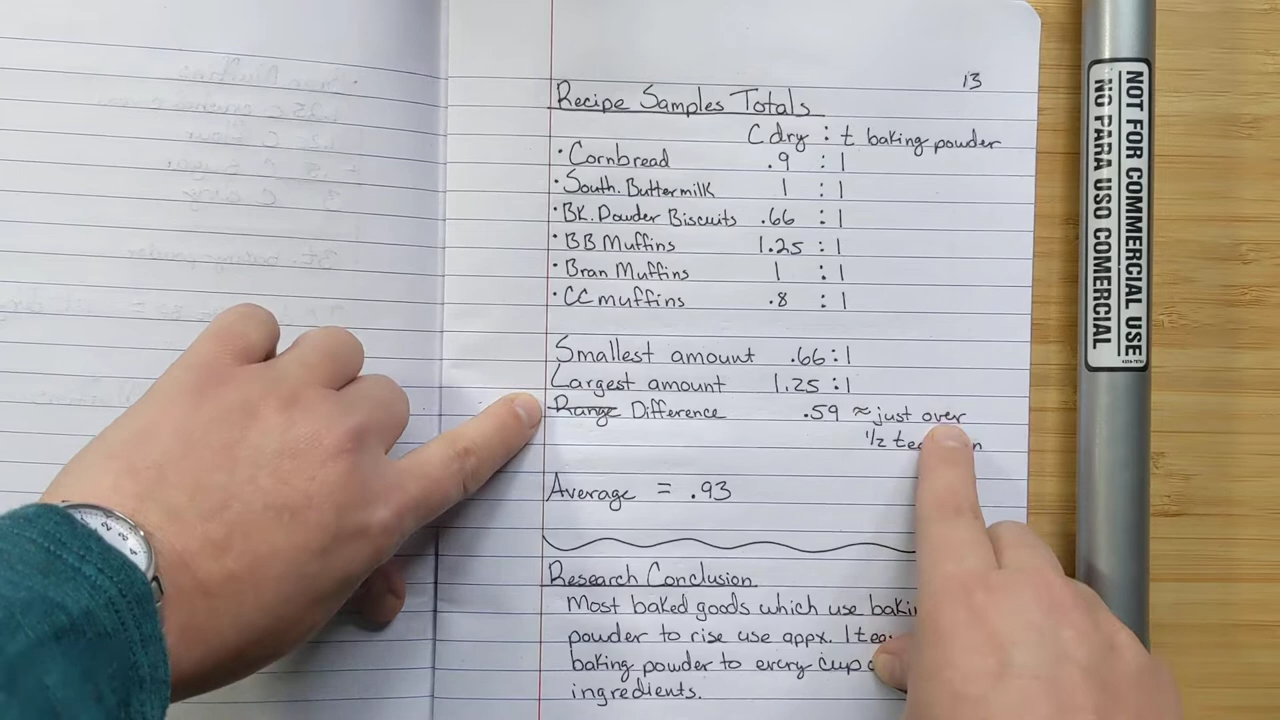 13
Recipe Samples Totals
C dry : t baking powder
· Cornbread .9 : 1
· South. Buttermilk 1 : 1
· BK. Powder Biscuits .66 : 1
· BB Muffins 1.25 : 1
· Bran Muffins 1 : 1
· CC muffins .8 : 1
Smallest amount .66 : 1
Largest amount 1.25 : 1
Range Difference .59 ≈ just over
1/2
Average = .93
Research Conclusion
Most baked goods which use
powder to rise use appx. 1
baking powder to every cup
ingredients.
NOT FOR COMMERCIAL USE
NO PARA USO COMERCIAL